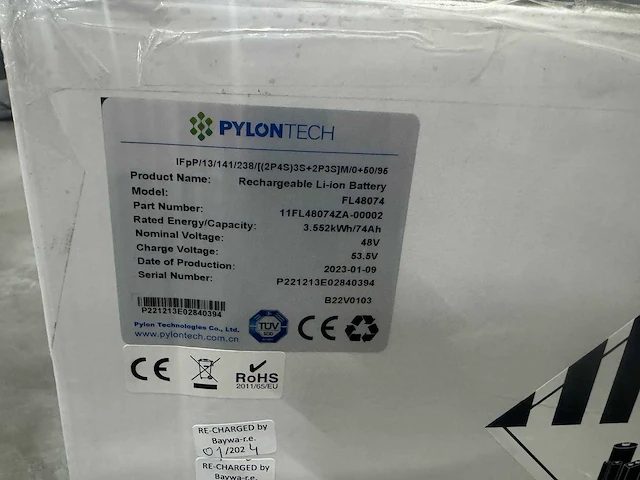 PYLONTECH
IFpP/13/141/238/[(2P4S)3S+2P3S]M/0+50/95
Product Name: Rechargeable Li-ion Battery
Model: FL48074
Part Number: 11FL48074ZA-00002
Rated Energy/Capacity: 3.552kWh/74Ah
Nominal Voltage: 48V
Charge Voltage: 53.5V
Date of Production: 2023-01-09
Serial Number: P221213E02840394
B22V0103
P221213E02840394
Pylon Technologies Co., Ltd.
www.pylontech.com.cn
TÜV
CE
CE
RoHS
2011/65/EU
RE-CHARGED by
Baywa-r.e.
01/2024
RE-CHARGED by
Baywa-r.e.